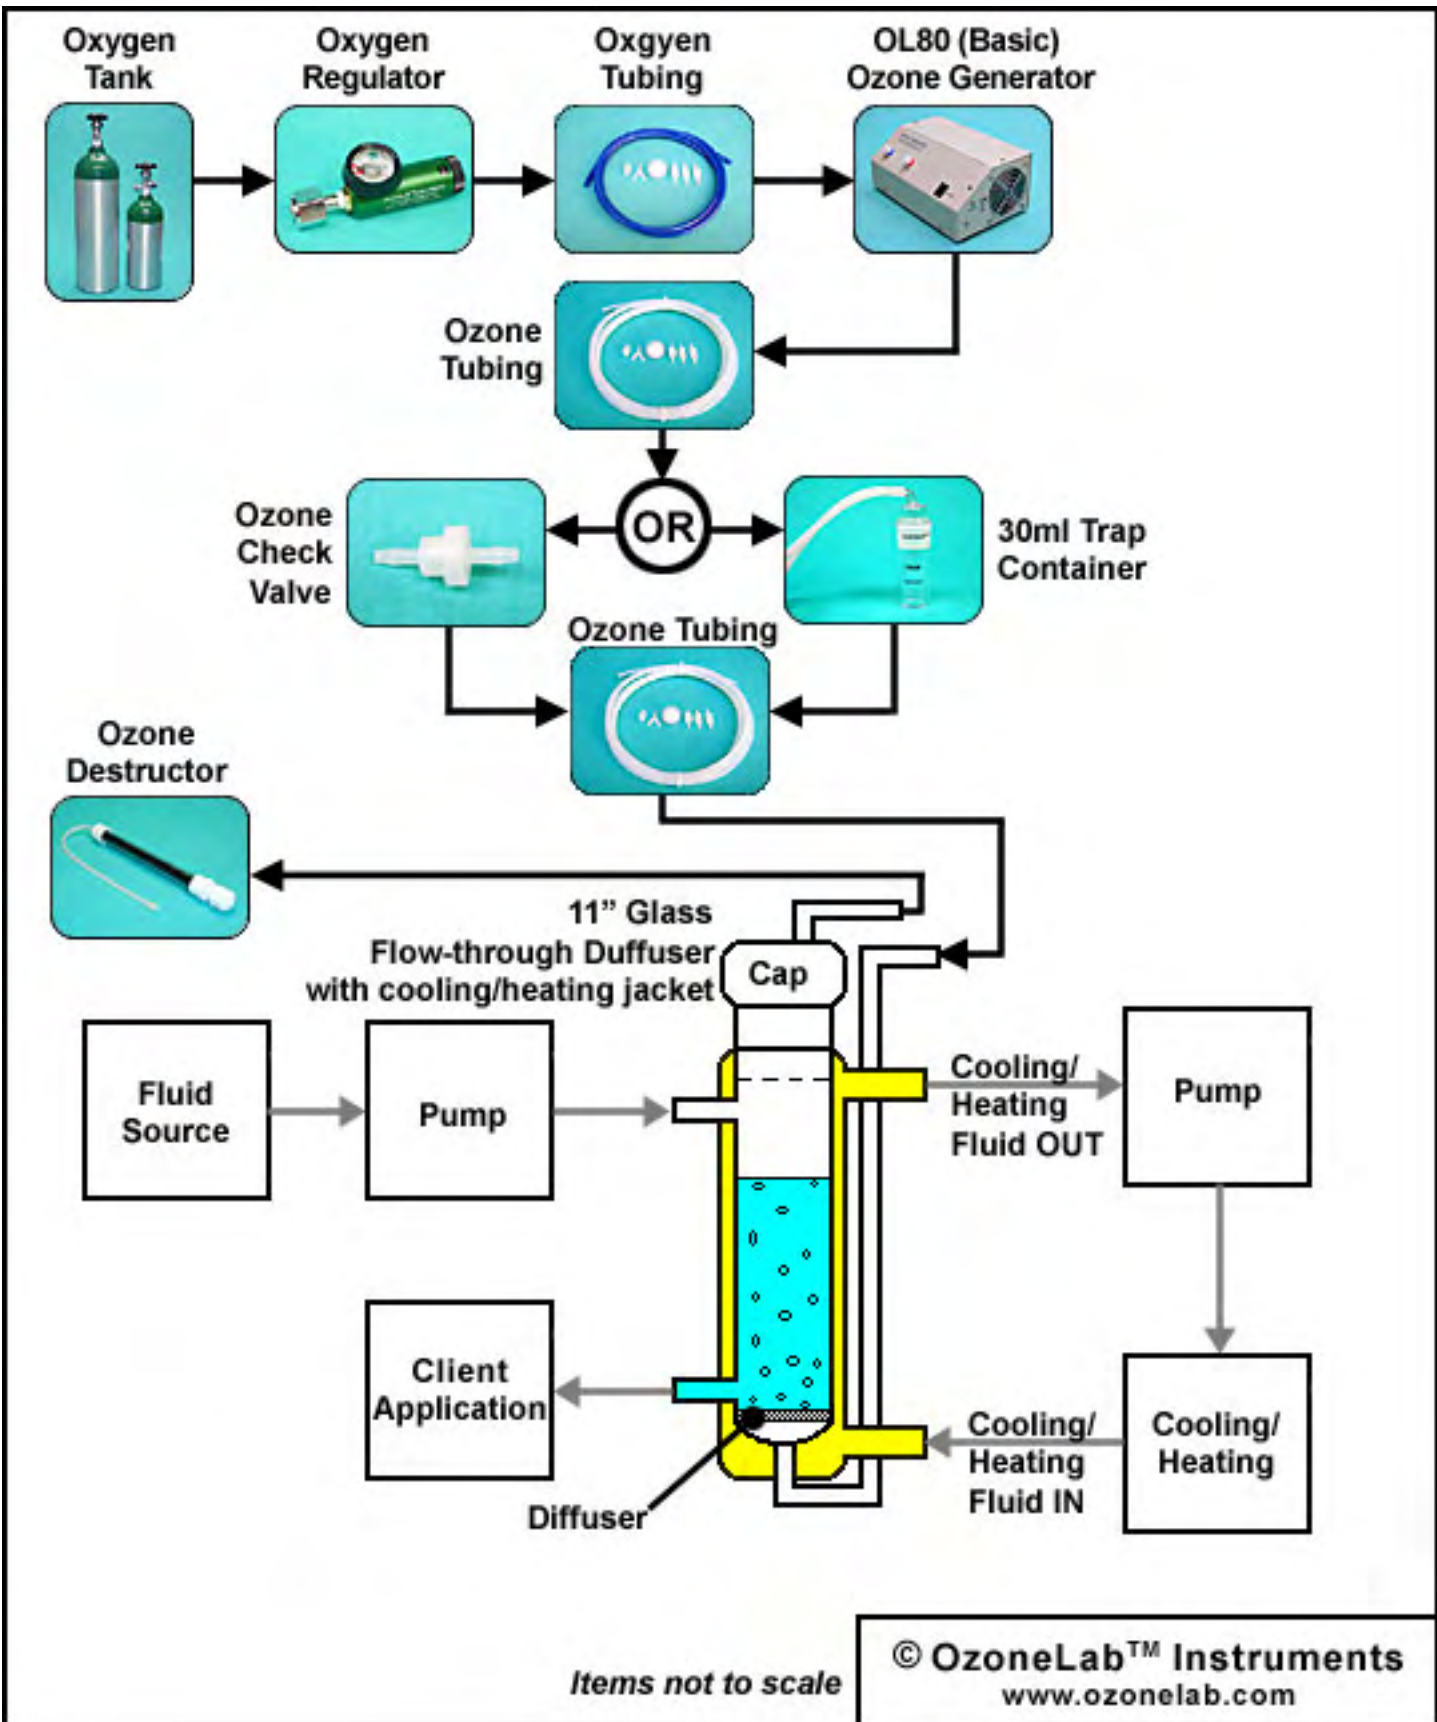 Oxygen
Tank
Oxygen
Regulator
Oxgyen
Tubing
OL80 (Basic)
Ozone Generator
Ozone
Tubing
OR
Ozone
Check
Valve
30ml Trap
Container
Ozone Tubing
Ozone
Destructor
11” Glass
Flow-through Duffuser
with cooling/heating jacket
Cap
Fluid
Source
Pump
Cooling/
Heating
Fluid OUT
Pump
Client
Application
Cooling/
Heating
Fluid IN
Cooling/
Heating
Diffuser
Items not to scale
© OzoneLab™ Instruments
www.ozonelab.com